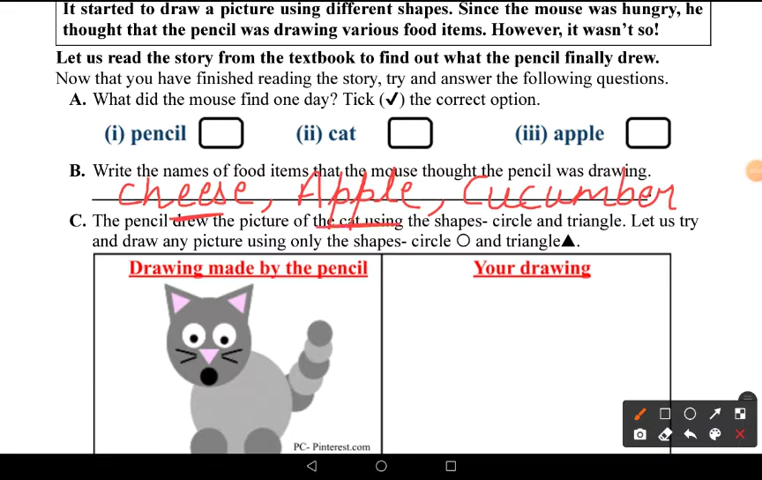 It started to draw a picture using different shapes. Since the mouse was hungry, he
thought that the pencil was drawing various food items. However, it wasn't so!
Let us read the story from the textbook to find out what the pencil finally drew.
Now that you have finished reading the story, try and answer the following questions.
A. What did the mouse find one day? Tick (✓) the correct option.
(i) pencil (ii) cat (iii) apple
B. Write the names of food items that the mouse thought the pencil was drawing.
cheese, Apple, Cucumber
C. The pencil drew the picture of the cat using the shapes- circle and triangle. Let us try
and draw any picture using only the shapes- circle O and triangle▲.
Drawing made by the pencil Your drawing
PC- Pinterest.com